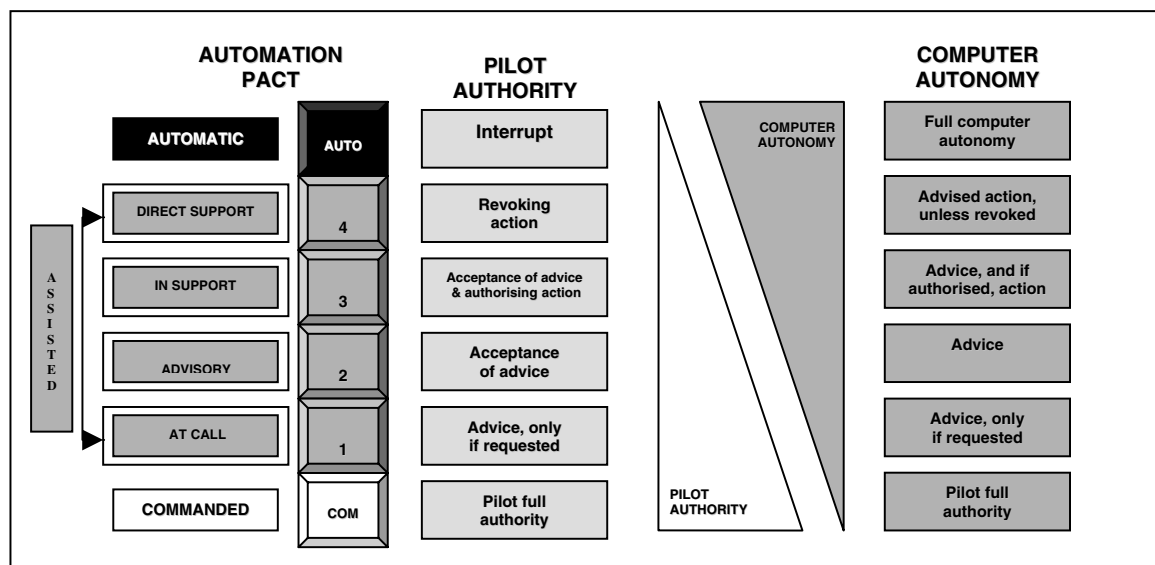 AUTOMATION
PACT
PILOT
AUTHORITY
COMPUTER
AUTONOMY
AUTOMATIC
AUTO
Interrupt
COMPUTER
AUTONOMY
Full computer
autonomy
DIRECT SUPPORT
4
Revoking
action
Advised action,
unless revoked
ASSISTED
IN SUPPORT
3
Acceptance of advice
& authorising action
Advice, and if
authorised, action
ADVISORY
2
Acceptance
of advice
Advice
AT CALL
1
Advice, only
if requested
Advice, only
if requested
COMMANDED
COM
Pilot full
authority
PILOT
AUTHORITY
Pilot full
authority